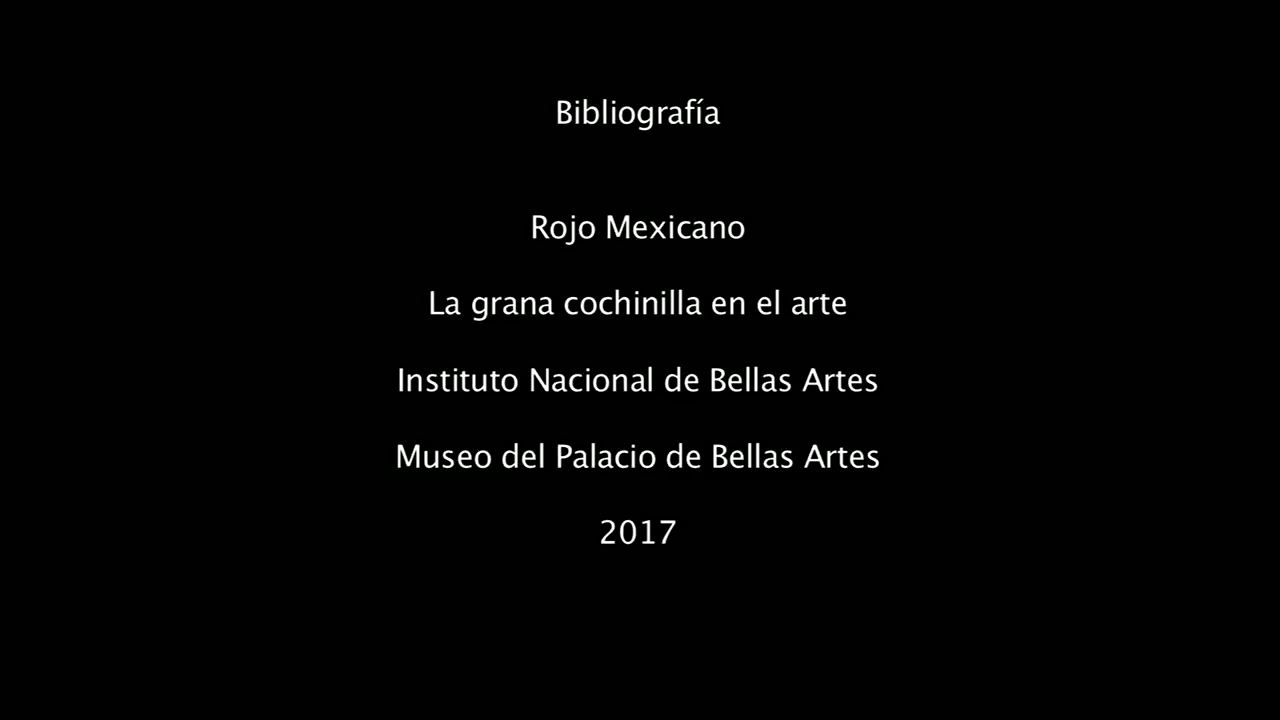 Bibliografía
Rojo Mexicano
La grana cochinilla en el arte
Instituto Nacional de Bellas Artes
Museo del Palacio de Bellas Artes
2017